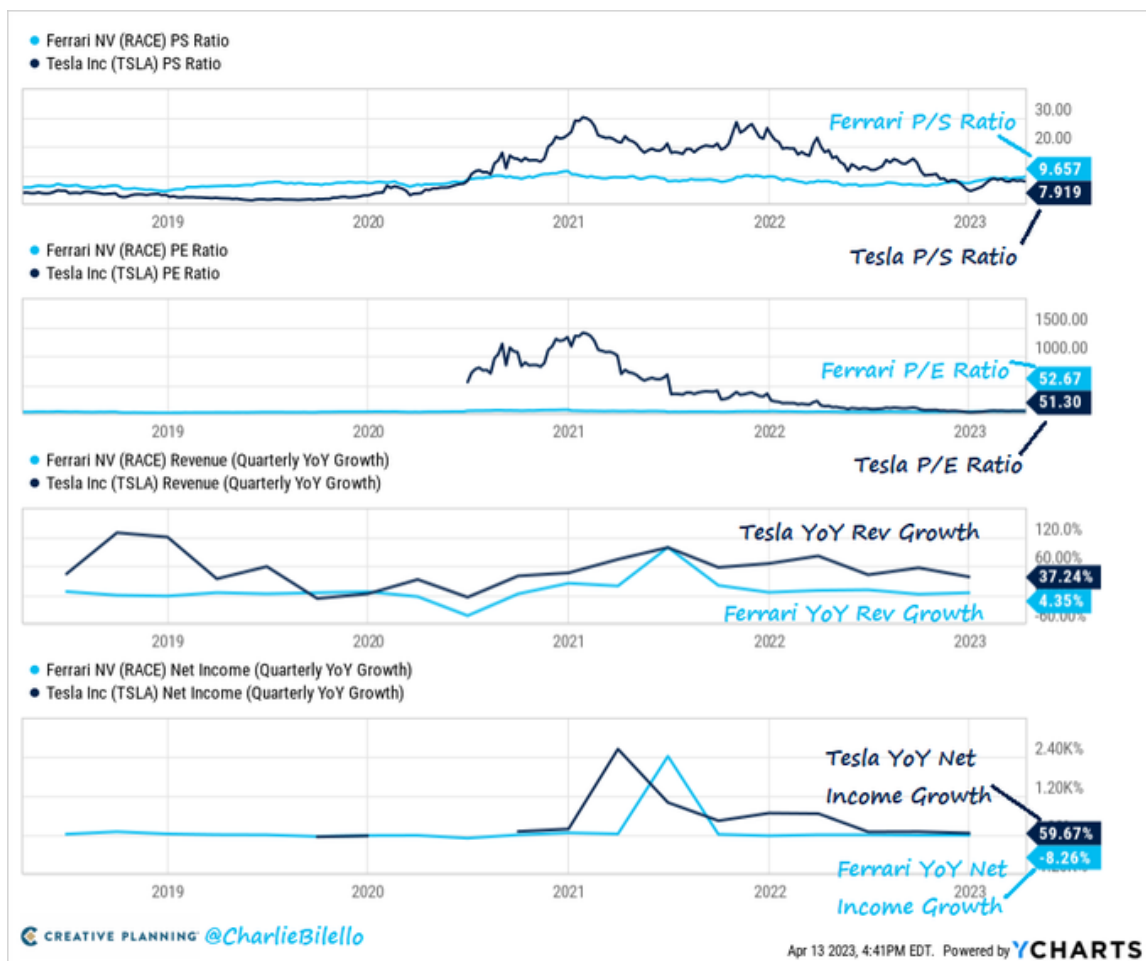 Ferrari NV (RACE) PS Ratio
Tesla Inc (TSLA) PS Ratio
30.00
Ferrari P/S Ratio
20.00
9.657
7.919
2019 2020 2021 2022 2023
Tesla P/S Ratio
Ferrari NV (RACE) PE Ratio
Tesla Inc (TSLA) PE Ratio
1500.00
1000.00
Ferrari P/E Ratio
52.67
51.30
2019 2020 2021 2022 2023
Tesla P/E Ratio
Ferrari NV (RACE) Revenue (Quarterly YoY Growth)
Tesla Inc (TSLA) Revenue (Quarterly YoY Growth)
Tesla YoY Rev Growth
120.0%
60.00%
37.24%
4.35%
Ferrari YoY Rev Growth
-60.00%
2019 2020 2021 2022 2023
Ferrari NV (RACE) Net Income (Quarterly YoY Growth)
Tesla Inc (TSLA) Net Income (Quarterly YoY Growth)
2.40K%
Tesla YoY Net
Income Growth
1.20K%
59.67%
-8.26%
Ferrari YoY Net
Income Growth
2019 2020 2021 2022 2023
CREATIVE PLANNING @CharlieBilello
Apr 13 2023, 4:41PM EDT. Powered by YCHARTS